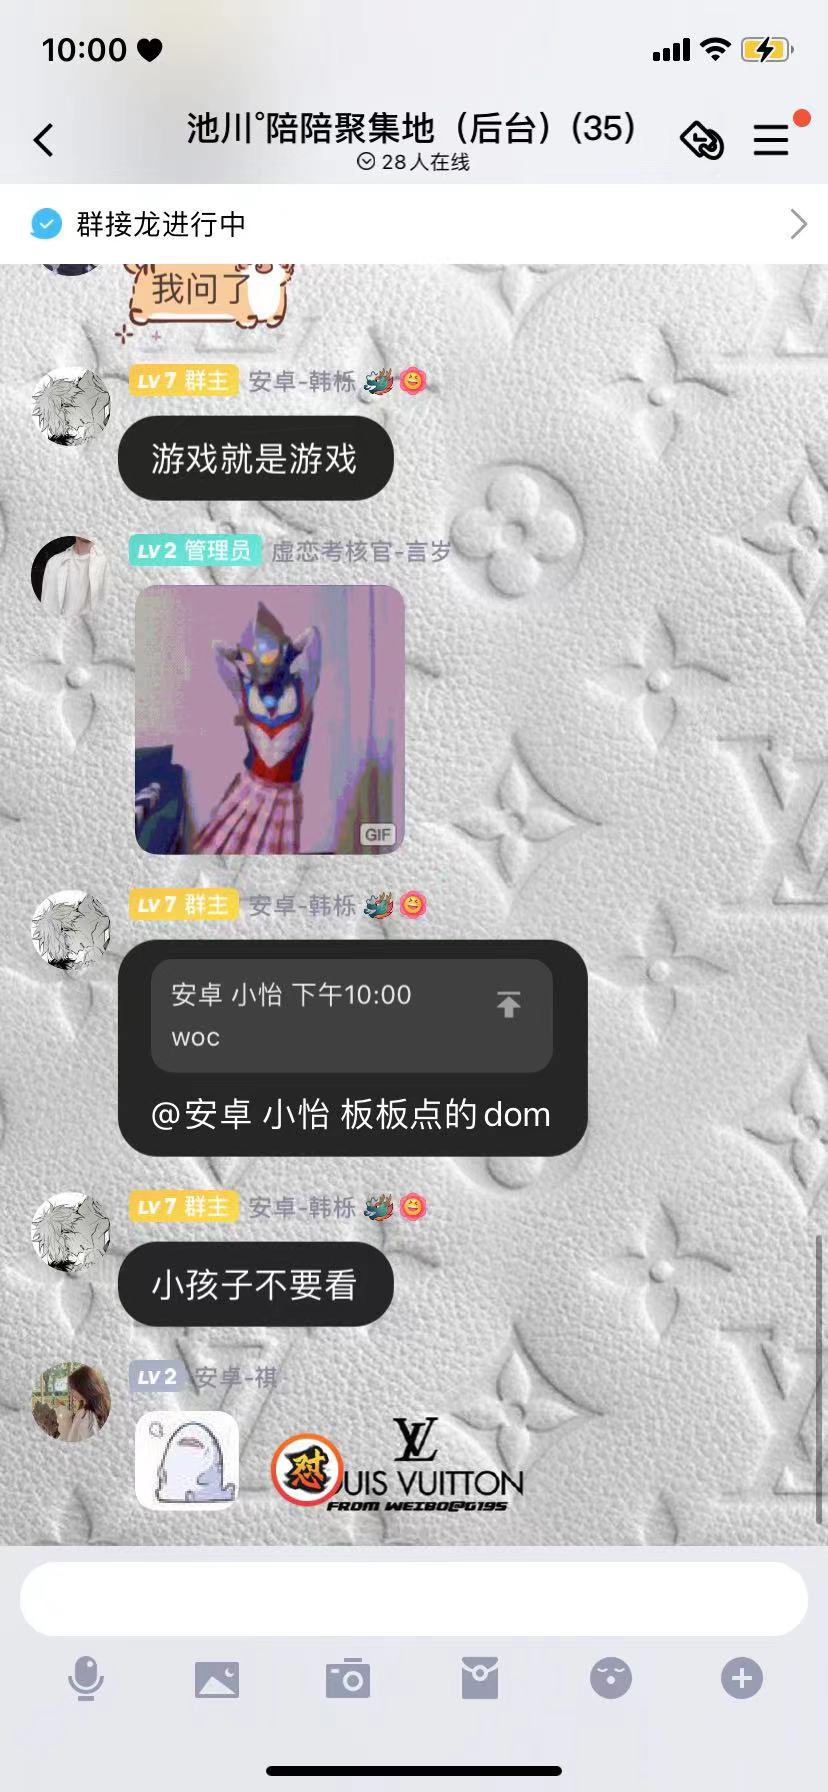 10:00
池川°陪陪聚集地（后台）(35)
28人在线
群接龙进行中
我问了
LV7 群主 安卓-韩栎
游戏就是游戏
LV2 管理员 虚恋考核官-言岁
GIF
LV7 群主 安卓-韩栎
安卓 小怡 下午10:00
woc
@安卓 小怡 板板点的dom
LV7 群主 安卓-韩栎
小孩子不要看
LV2 安卓-祺
LV
怼
UIS VUITTON
FROM WEIBO@G195